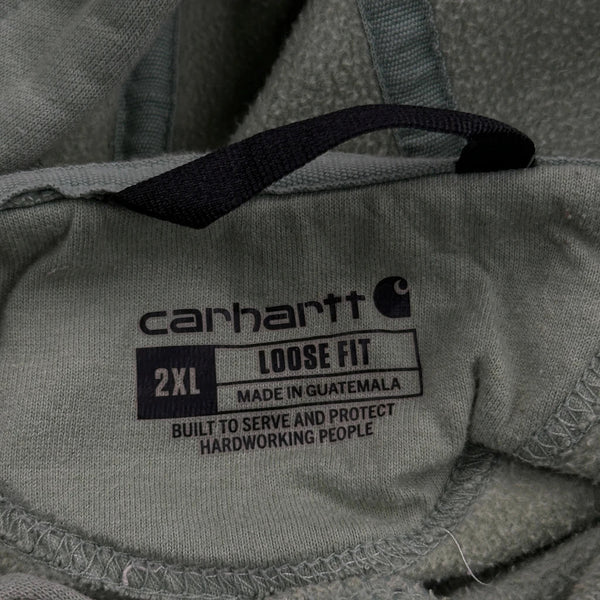 carhartt
2XL
LOOSE FIT
MADE IN GUATEMALA
BUILT TO SERVE AND PROTECT
HARDWORKING PEOPLE